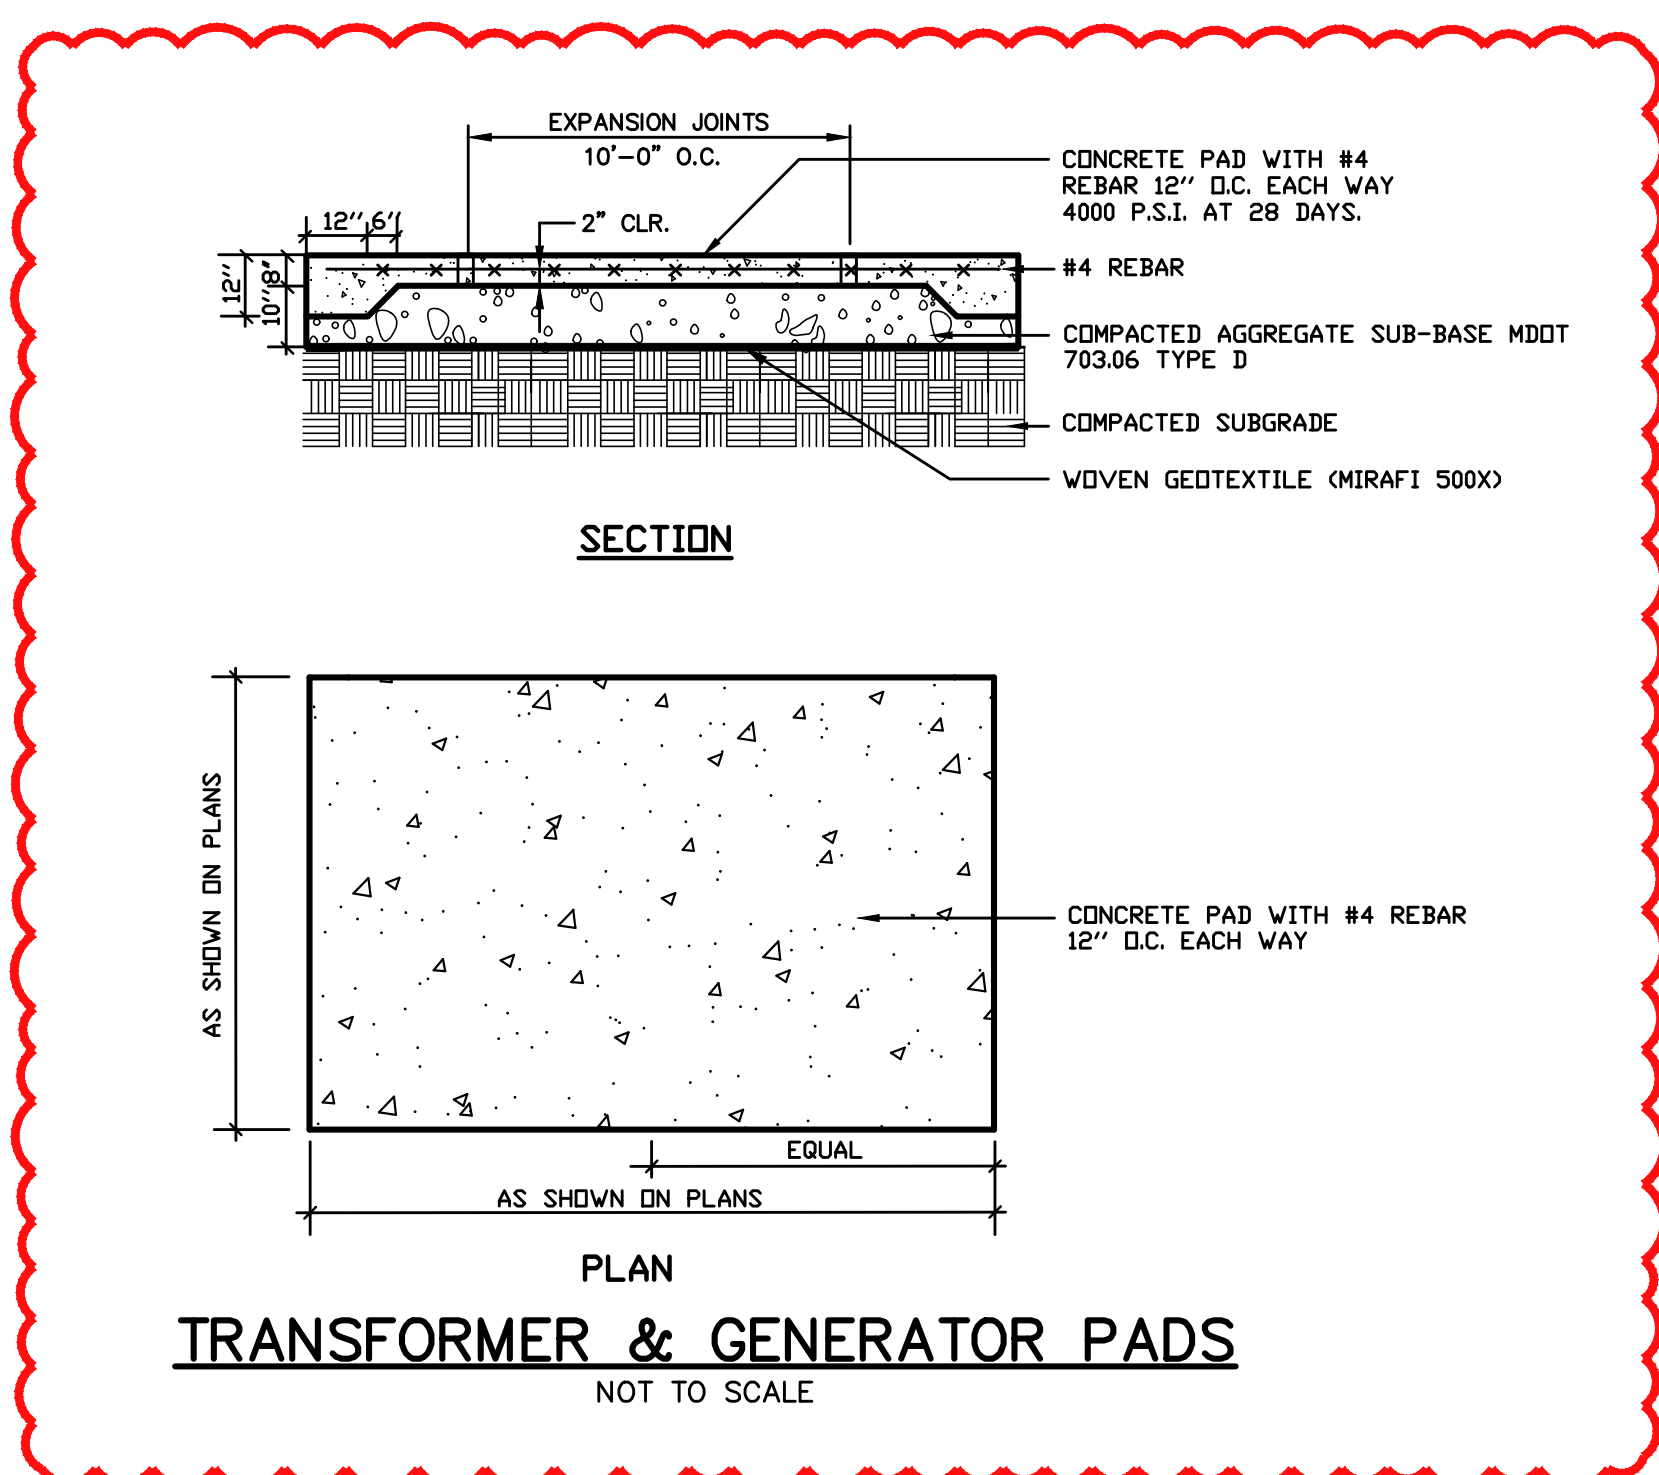 EXPANSION JOINTS
10'-0" O.C.
CONCRETE PAD WITH #4
REBAR 12" O.C. EACH WAY
4000 P.S.I. AT 28 DAYS.
12" 6"
2" CLR.
12"
8"
10"
#4 REBAR
COMPACTED AGGREGATE SUB-BASE MDOT
703.06 TYPE D
COMPACTED SUBGRADE
WOVEN GEOTEXTILE (MIRAFI 500X)
SECTION
AS SHOWN ON PLANS
CONCRETE PAD WITH #4 REBAR
12" O.C. EACH WAY
EQUAL
AS SHOWN ON PLANS
PLAN
TRANSFORMER & GENERATOR PADS
NOT TO SCALE